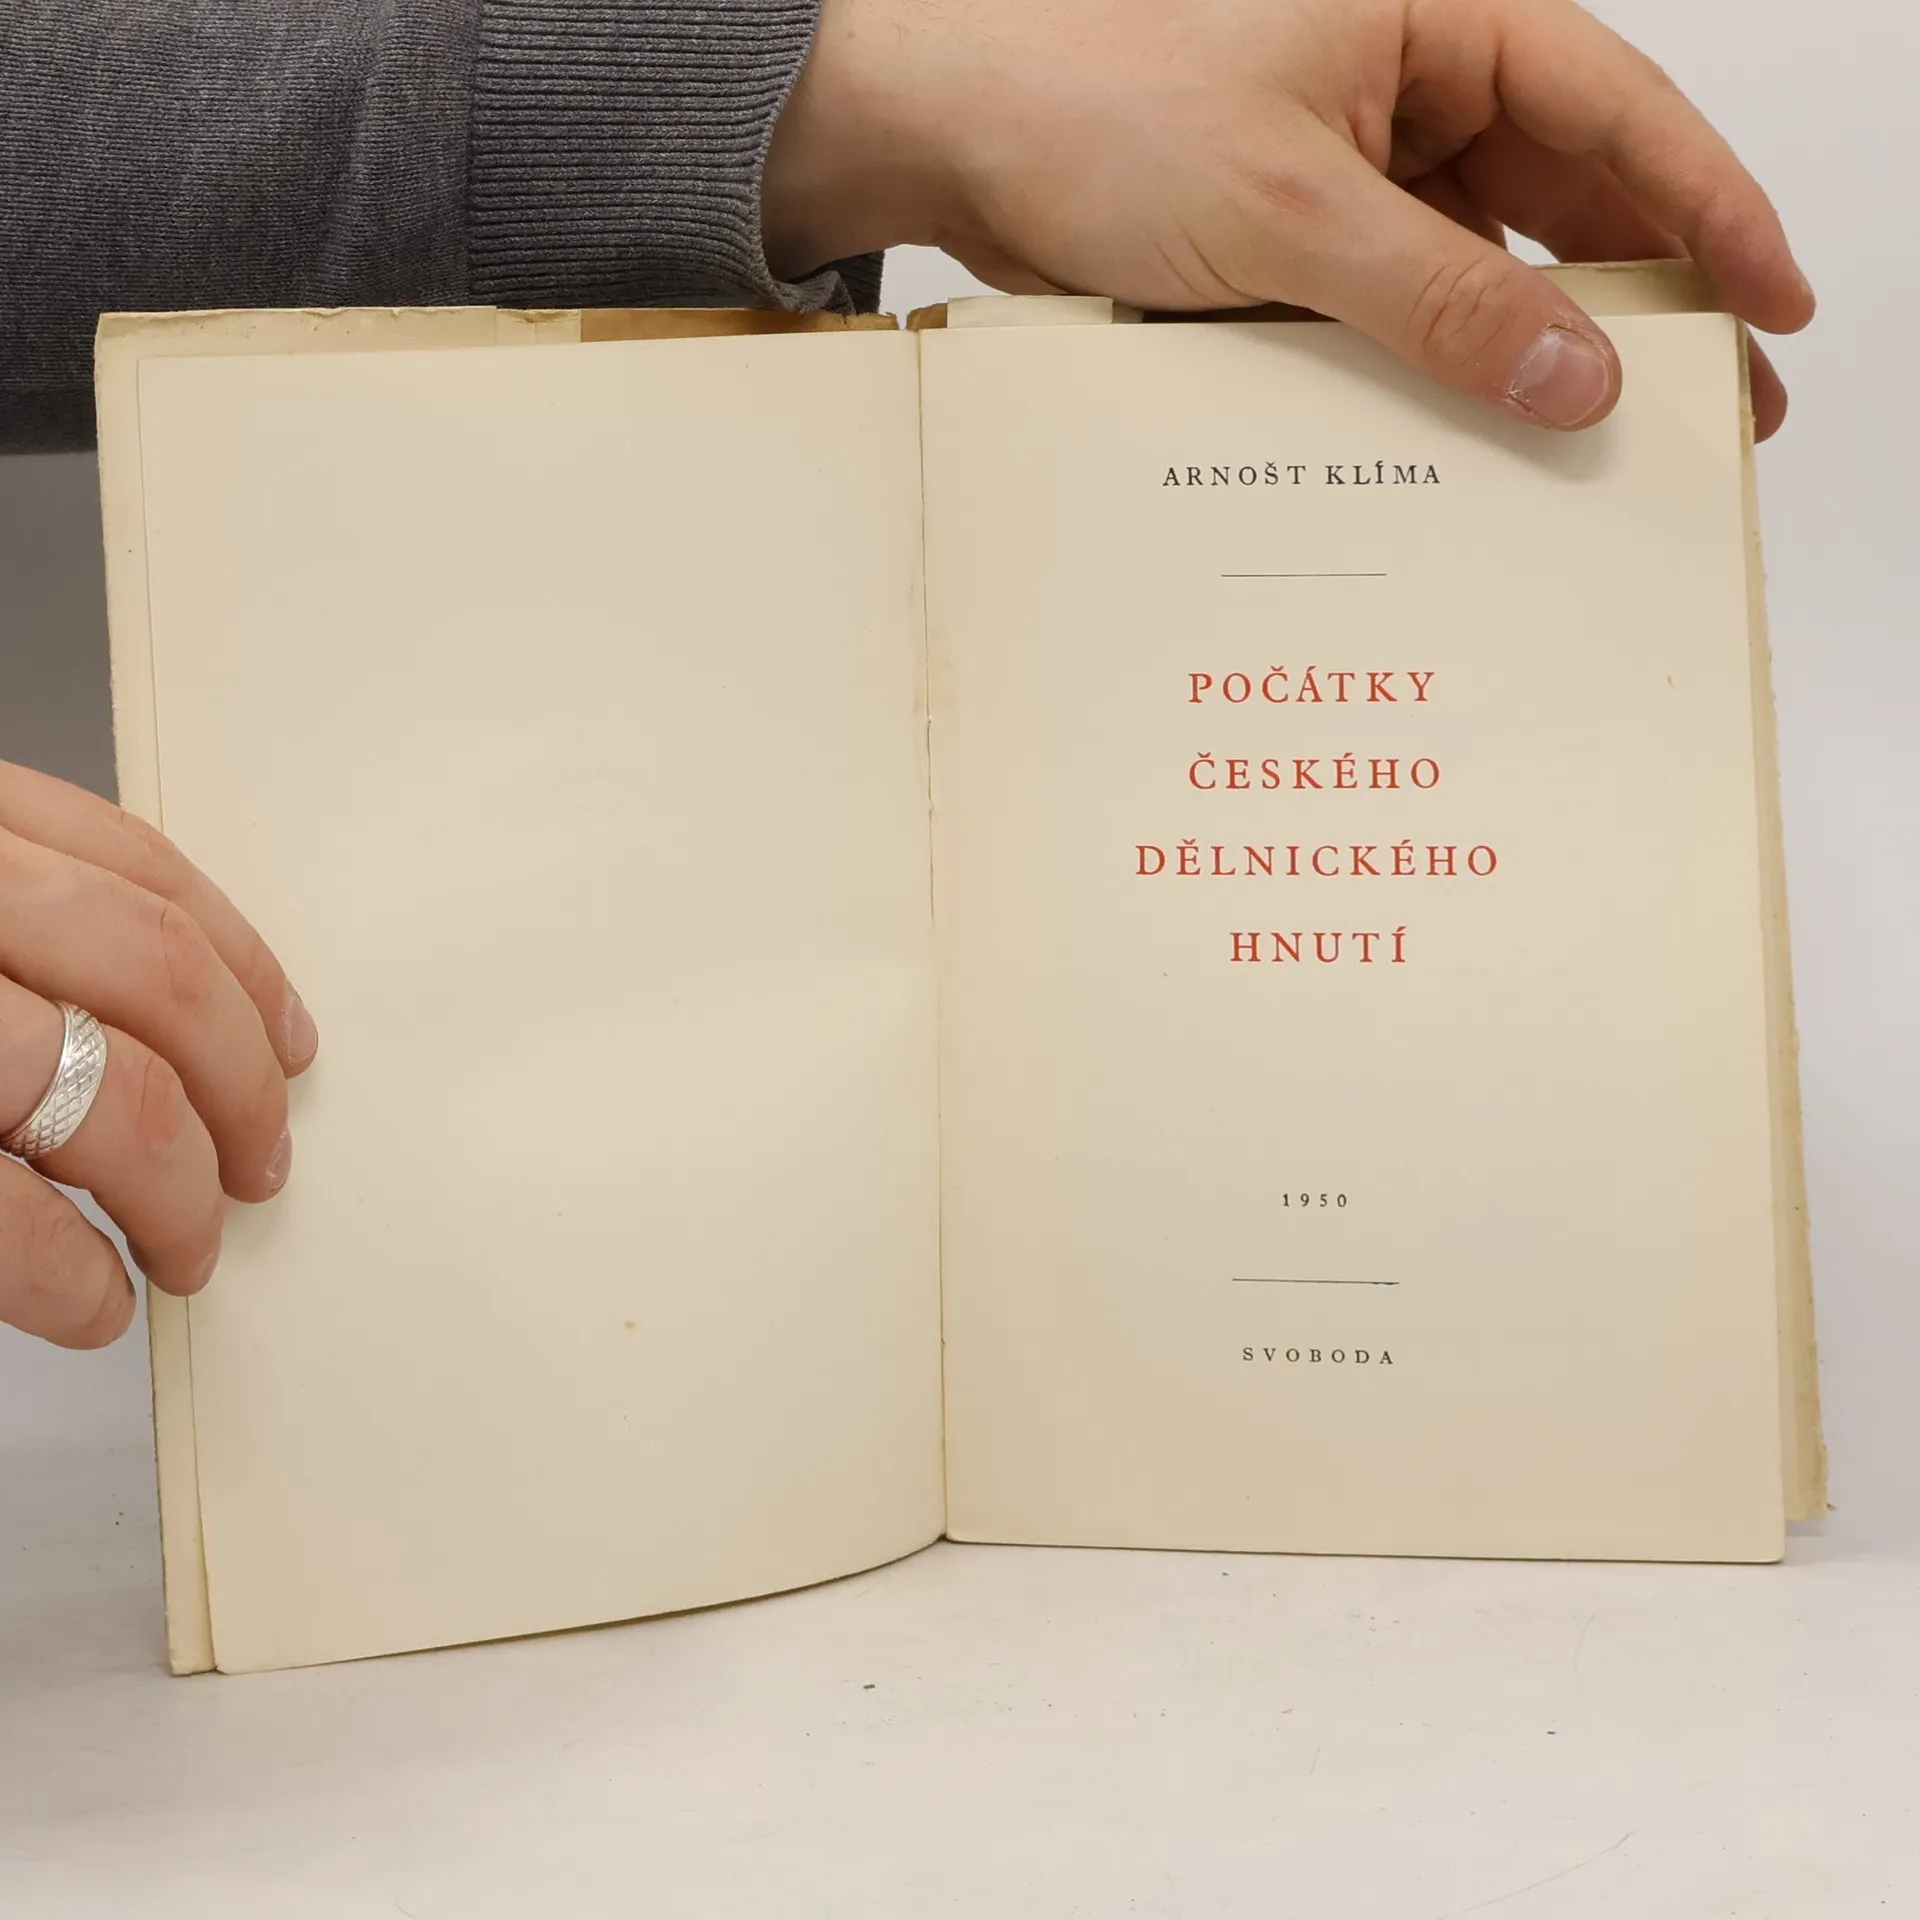 ARNOŠT KLÍMA
POČÁTKY
ČESKÉHO
DĚLNICKÉHO
HNUTÍ
1950
SVOBODA